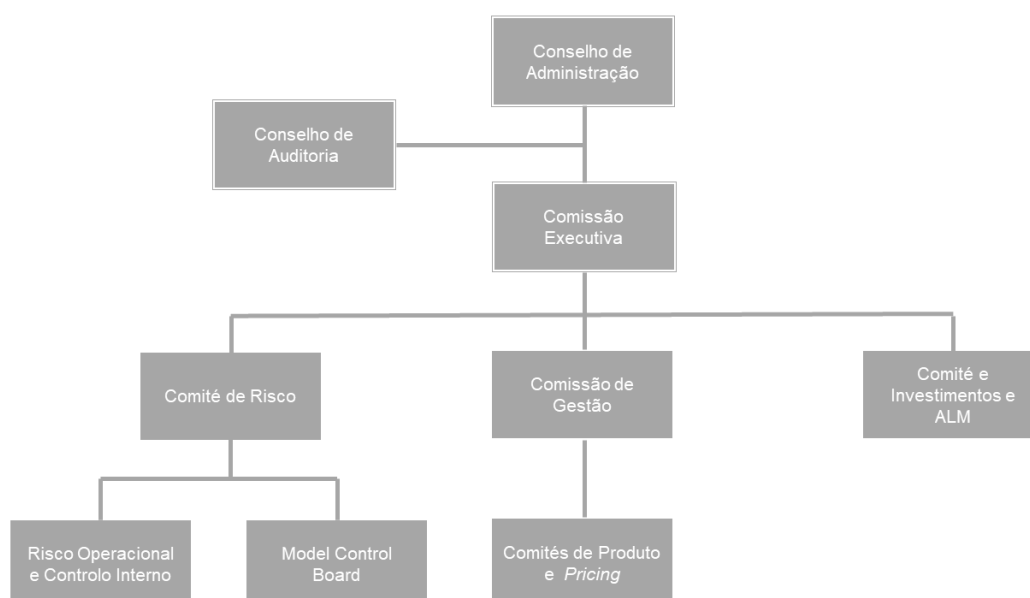 Conselho de
Administração
Conselho de
Auditoria
Comissão
Executiva
Comité de Risco
Comissão de
Gestão
Comité e
Investimentos e
ALM
Risco Operacional
e Controlo Interno
Model Control
Board
Comités de Produto
e Pricing